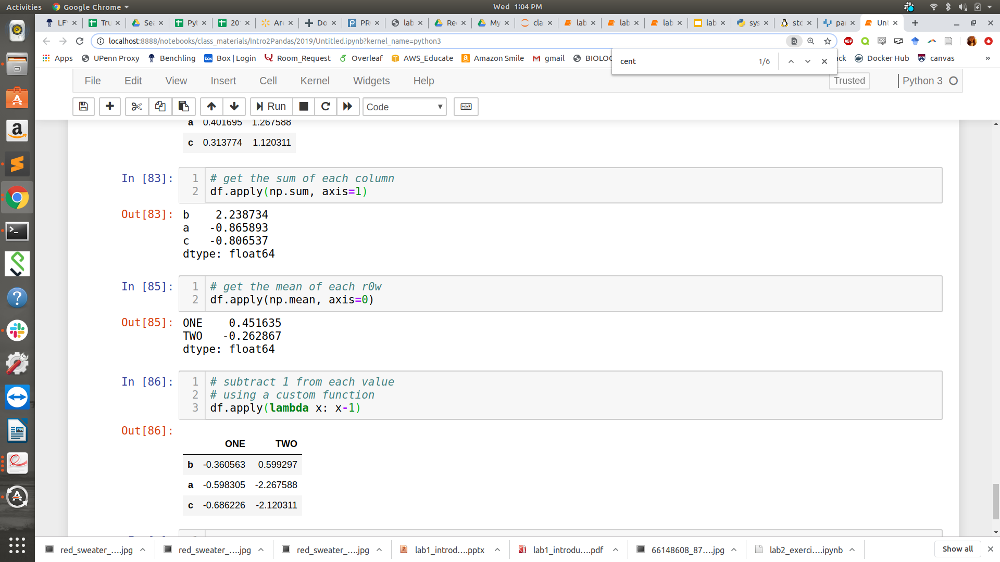 Activities Google Chrome Wed 1:04 PM
LF Tru Sea Pyt 20 Are Do PR lab Re My cla lab lab lab lab sys std pa Unt
localhost:8888/notebooks/class_materials/Intro2Pandas/2019/Untitled.ipynb?kernel_name=python3 ABP
Apps UPenn Proxy Benchling Box | Login Room_Request Overleaf AWS_Educate Amazon Smile gmail BIOLO ck Docker Hub canvas »
cent 1/6
File Edit View Insert Cell Kernel Widgets Help Trusted Python 3
Run Code
a 0.401695 1.267588
c 0.313774 1.120311
In [83]: 1 # get the sum of each column
2 df.apply(np.sum, axis=1)
Out[83]: b 2.238734
a -0.865893
c -0.806537
dtype: float64
In [85]: 1 # get the mean of each r0w
2 df.apply(np.mean, axis=0)
Out[85]: ONE 0.451635
TWO -0.262867
dtype: float64
In [86]: 1 # subtract 1 from each value
2 # using a custom function
3 df.apply(lambda x: x-1)
Out[86]:
ONE TWO
b -0.360563 0.599297
a -0.598305 -2.267588
c -0.686226 -2.120311
red_sweater_....jpg red_sweater_....jpg red_sweater_....jpg lab1_introd....pptx lab1_introdu....pdf 66148608_87....jpg lab2_exerci....ipynb Show all